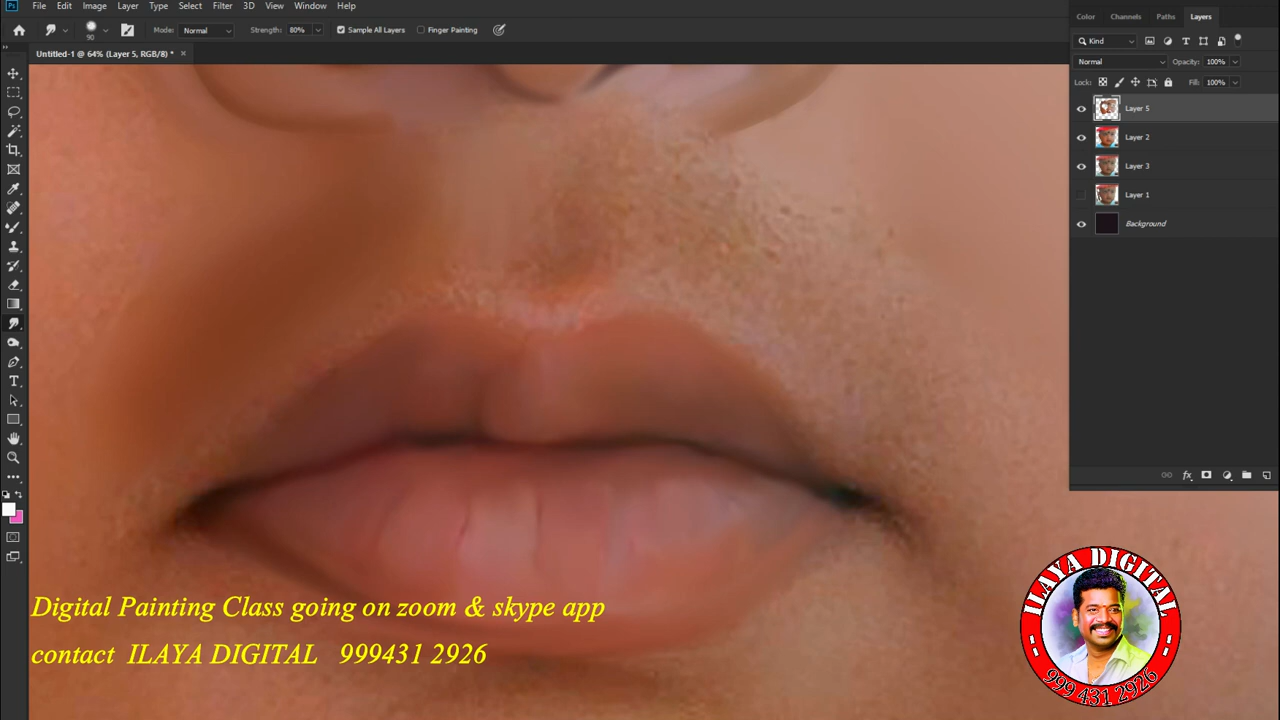 File Edit Image Layer Type Select Filter 3D View Window Help
90 Mode: Normal Strength: 80% Sample All Layers Finger Painting
Untitled-1 @ 64% (Layer 5, RGB/8) *
Color Channels Paths Layers
Kind
Normal Opacity: 100%
Lock: Fill: 100%
Layer 5
Layer 2
Layer 3
Layer 1
Background
Digital Painting Class going on zoom & skype app
contact ILAYA DIGITAL 999431 2926
ILAYA DIGITAL
999 431 2926